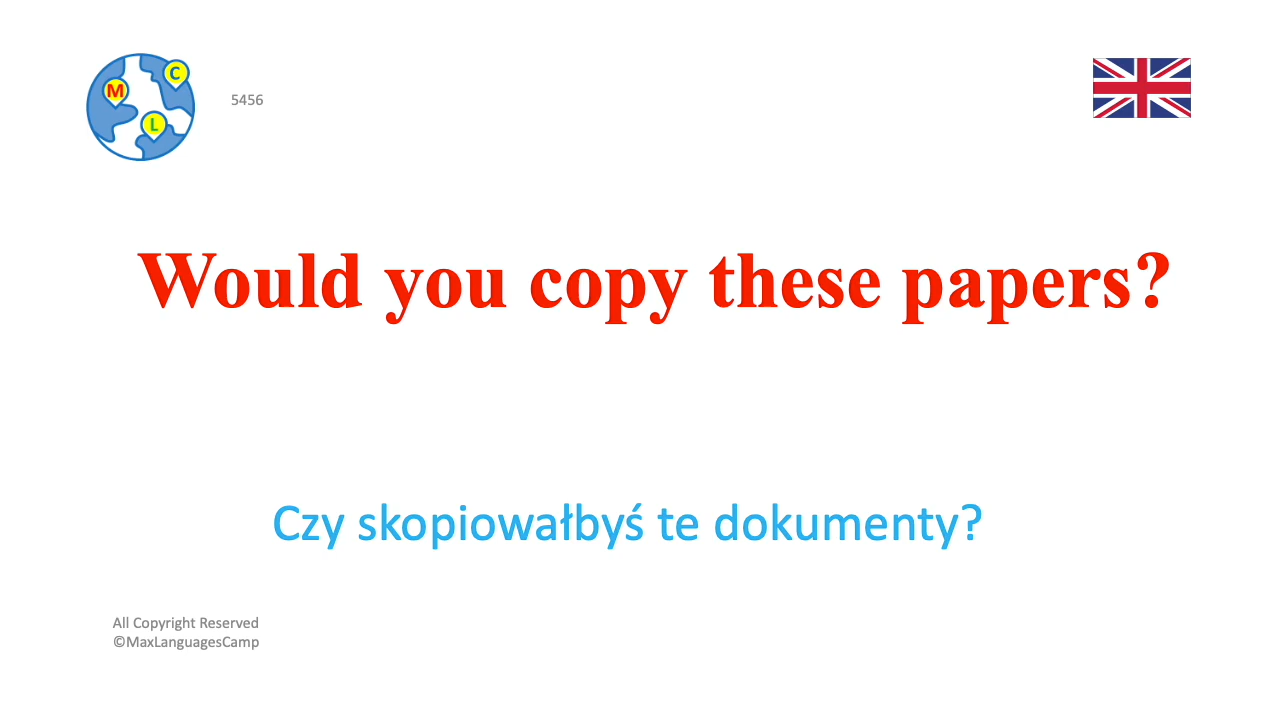 M
C
L
5456
Would you copy these papers?
Czy skopiowałbyś te dokumenty?
All Copyright Reserved
©MaxLanguagesCamp